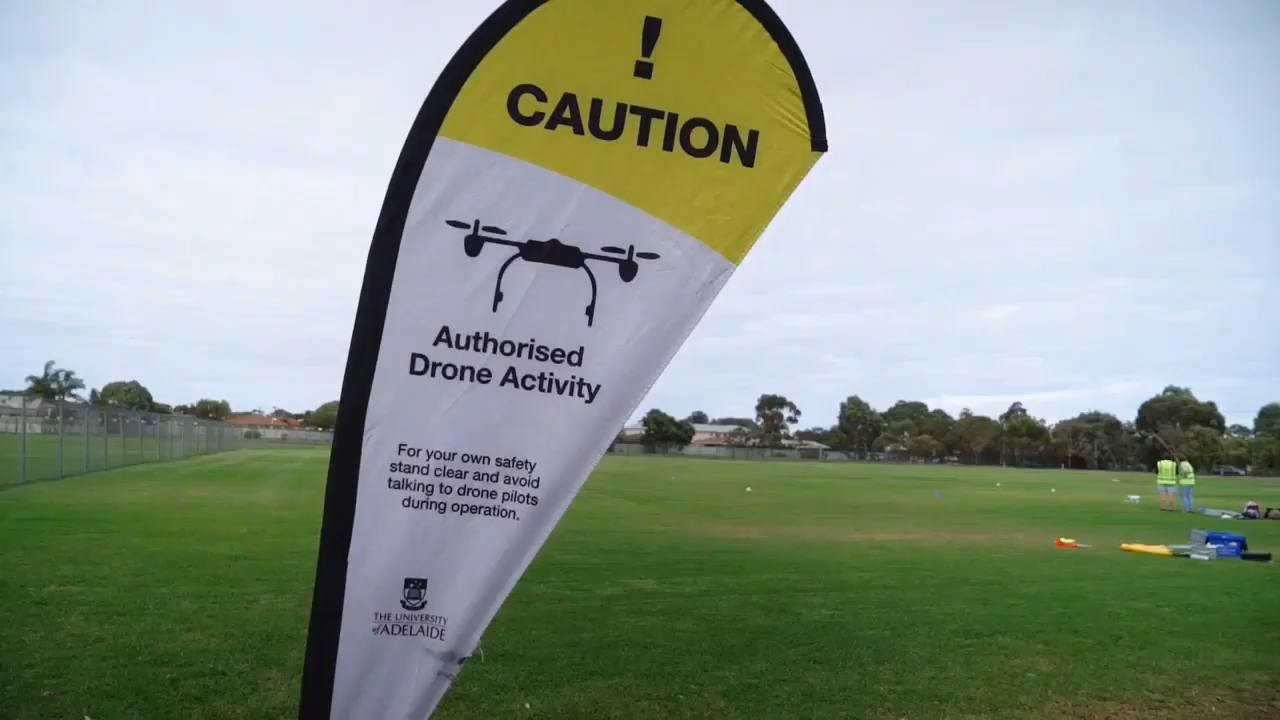 !
CAUTION
Authorised
Drone Activity
For your own safety
stand clear and avoid
talking to drone pilots
during operation.
THE UNIVERSITY
of ADELAIDE